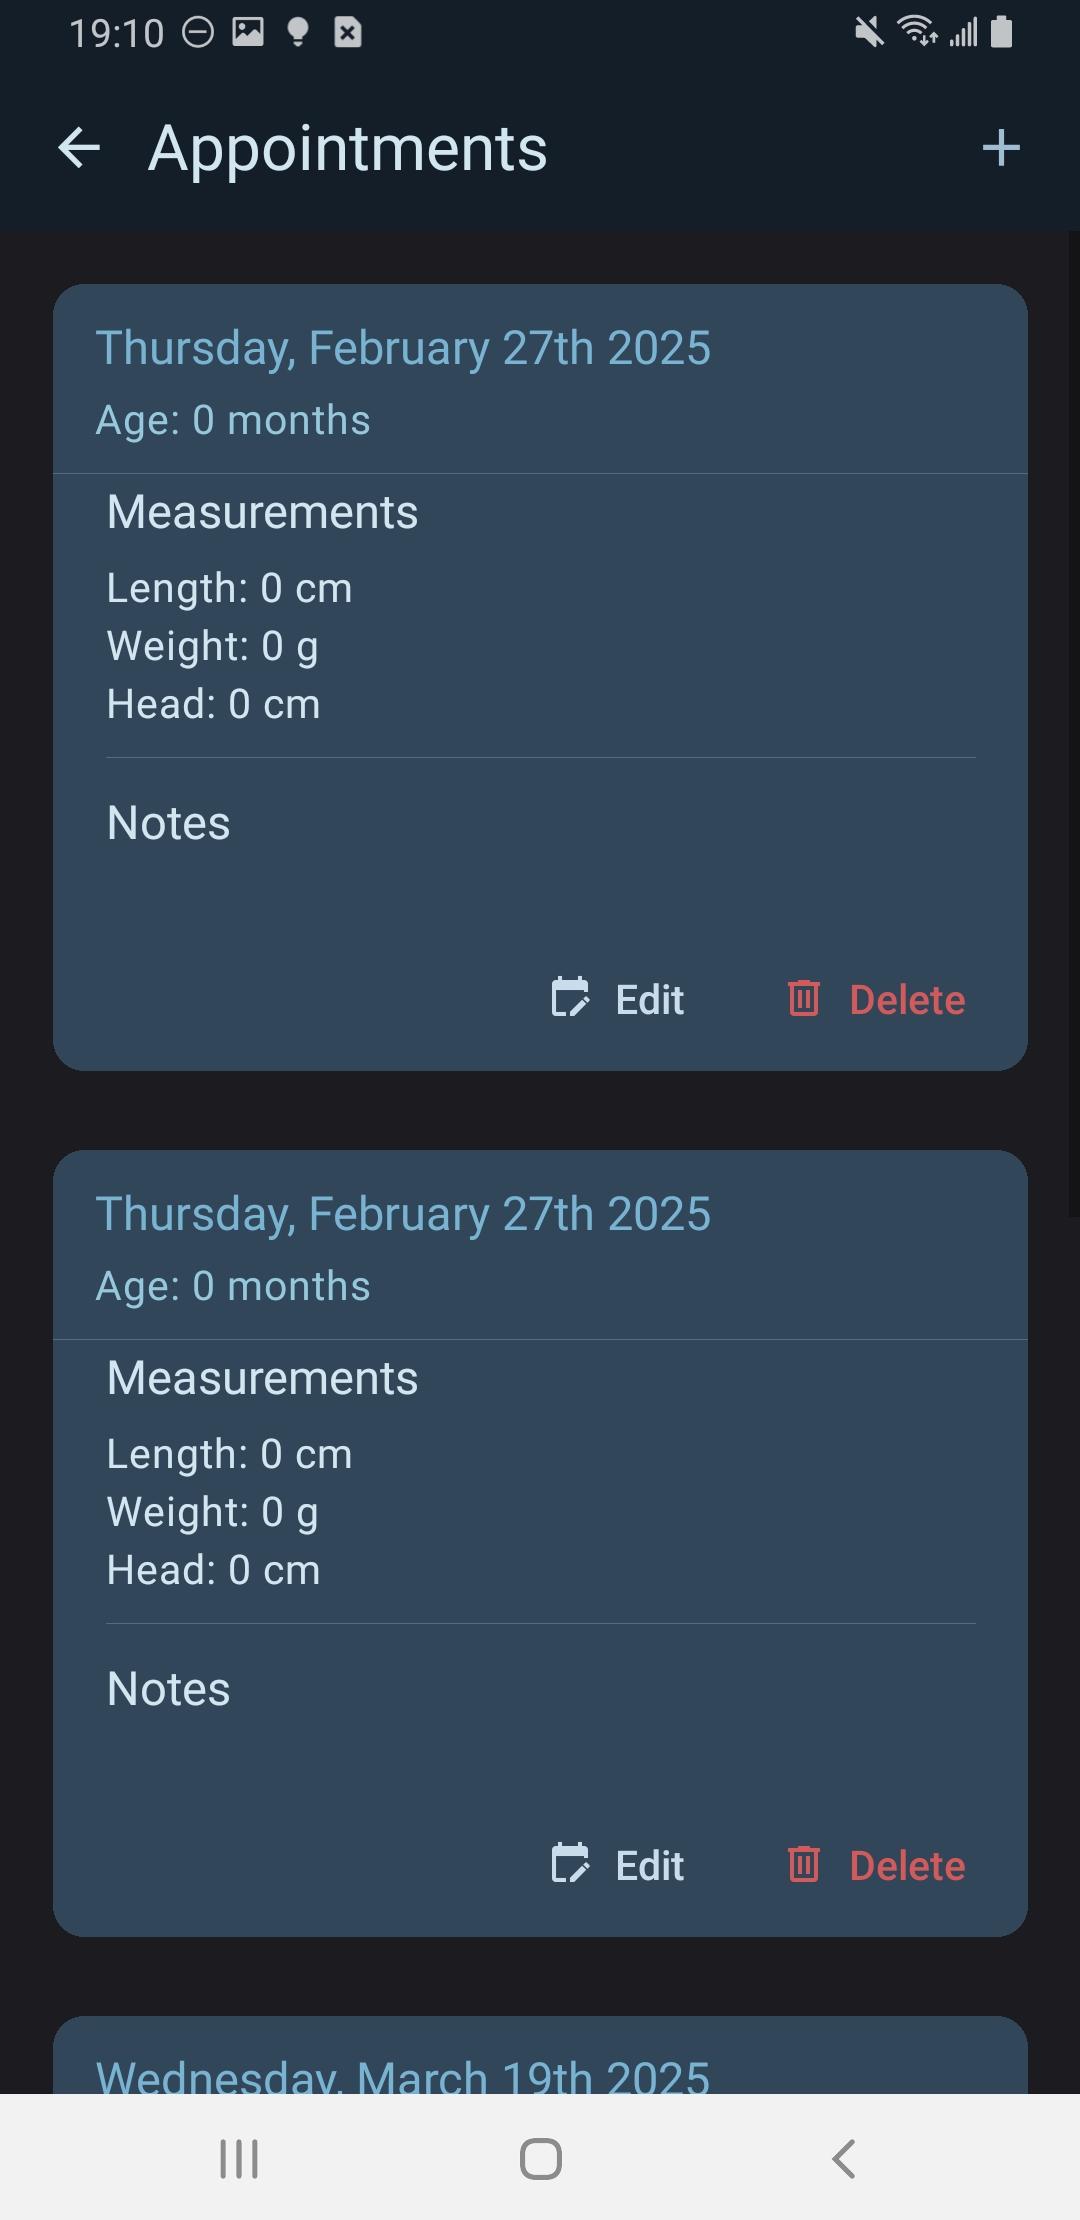 19:10
Appointments
Thursday, February 27th 2025
Age: 0 months
Measurements
Length: 0 cm
Weight: 0 g
Head: 0 cm
Notes
Edit Delete
Thursday, February 27th 2025
Age: 0 months
Measurements
Length: 0 cm
Weight: 0 g
Head: 0 cm
Notes
Edit Delete
Wednesday, March 19th 2025